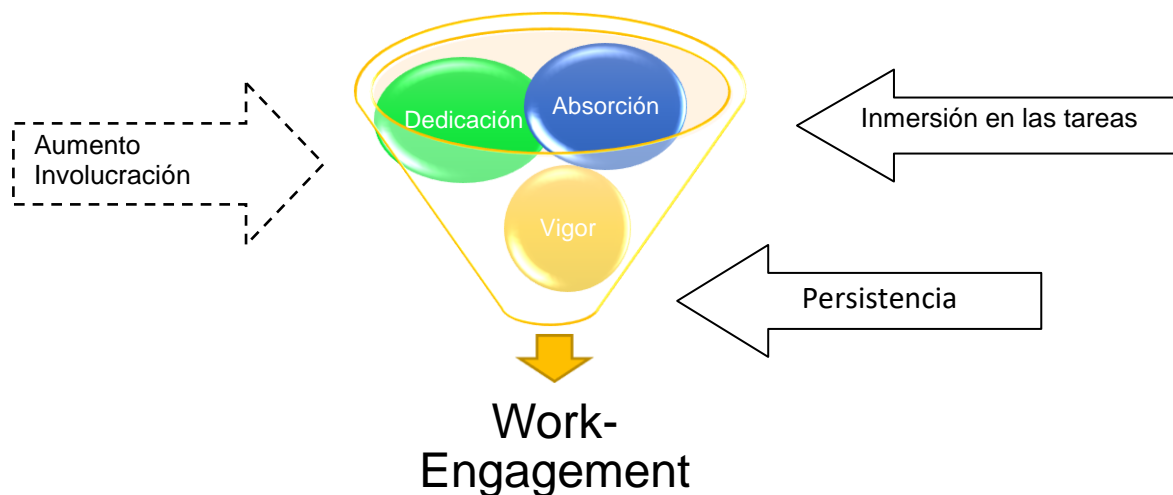 Dedicación
Absorción
Vigor
Aumento
Involucración
Inmersión en las tareas
Persistencia
Work-
Engagement